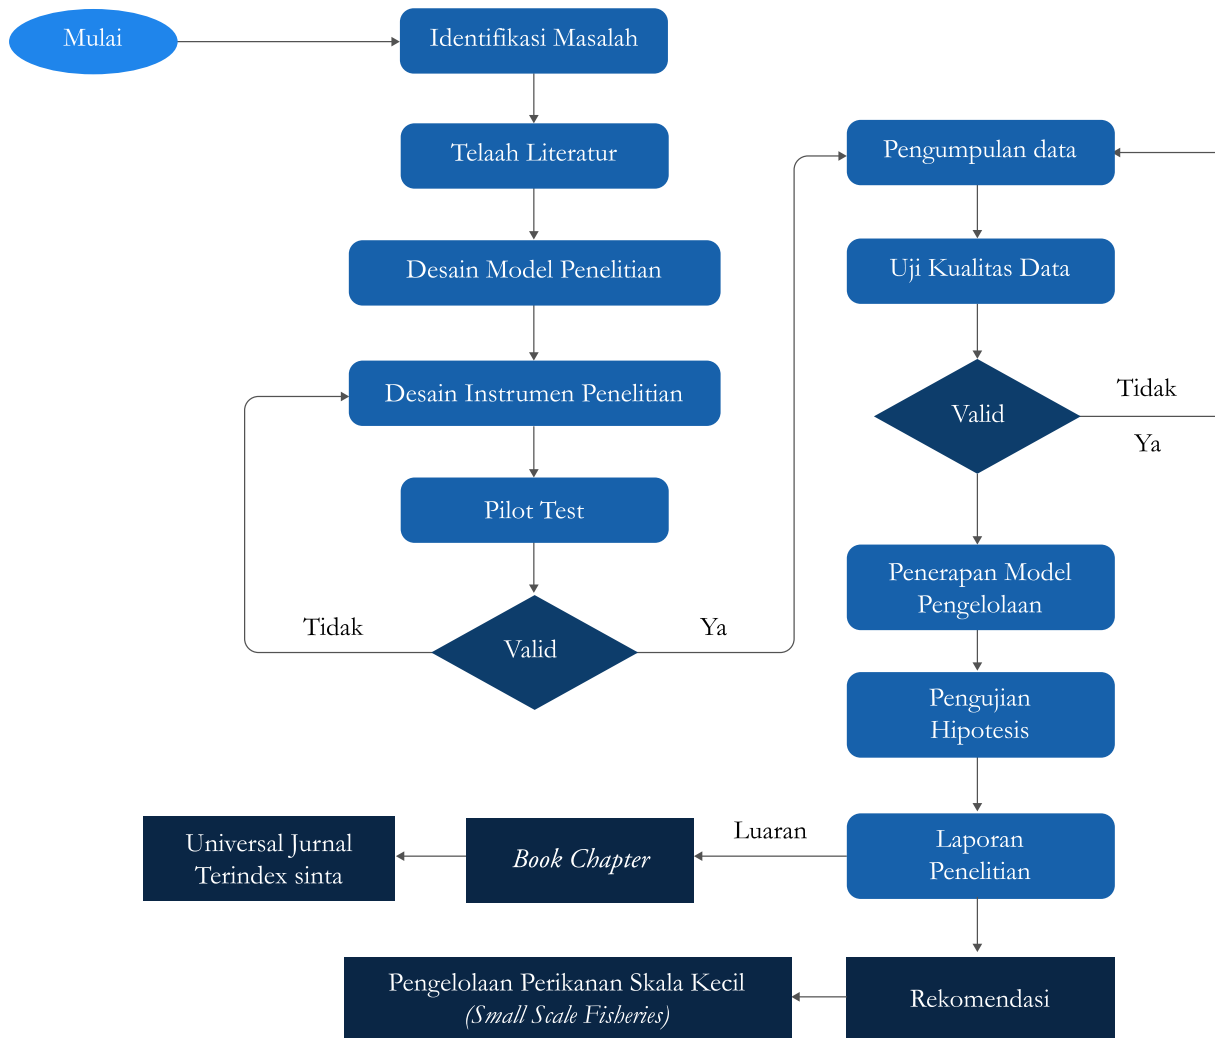 Mulai
Identifikasi Masalah
Telaah Literatur
Desain Model Penelitian
Desain Instrumen Penelitian
Pilot Test
Tidak
Valid
Ya
Pengumpulan data
Uji Kualitas Data
Valid
Tidak
Ya
Penerapan Model
Pengelolaan
Pengujian
Hipotesis
Laporan
Penelitian
Luaran
Book Chapter
Universal Jurnal
Terindex sinta
Rekomendasi
Pengelolaan Perikanan Skala Kecil
(Small Scale Fisheries)